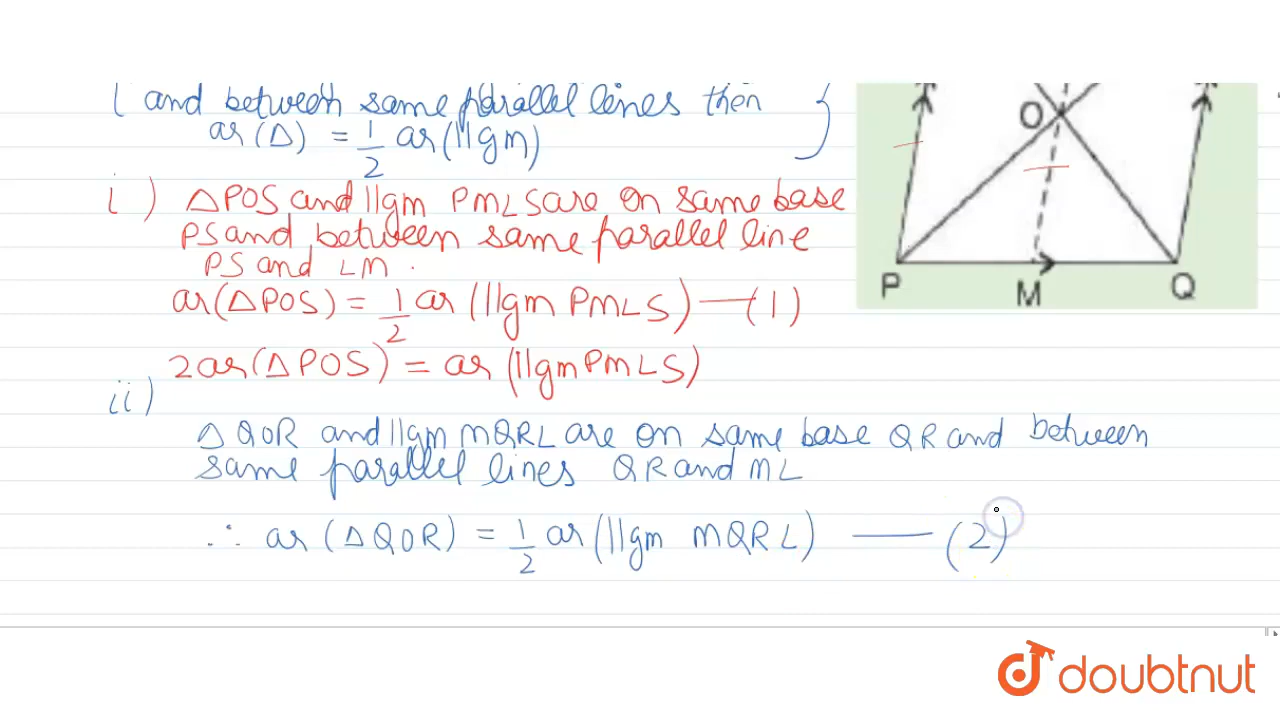 ( and between same parallel lines then }
ar(Δ) = 1/2 ar(||gm)
i) ΔPOS and ||gm PMLS are on same base
PS and between same parallel line
PS and LM.
ar(ΔPOS) = 1/2 ar(||gm PMLS) —(1)
2ar(ΔPOS) = ar(||gm PMLS)
ii)
ΔQOR and ||gm MQRL are on same base QR and between
same parallel lines QR and ML
∴ ar(ΔQOR) = 1/2 ar(||gm MQRL) —(2)
O
P
M
Q
doubtnut